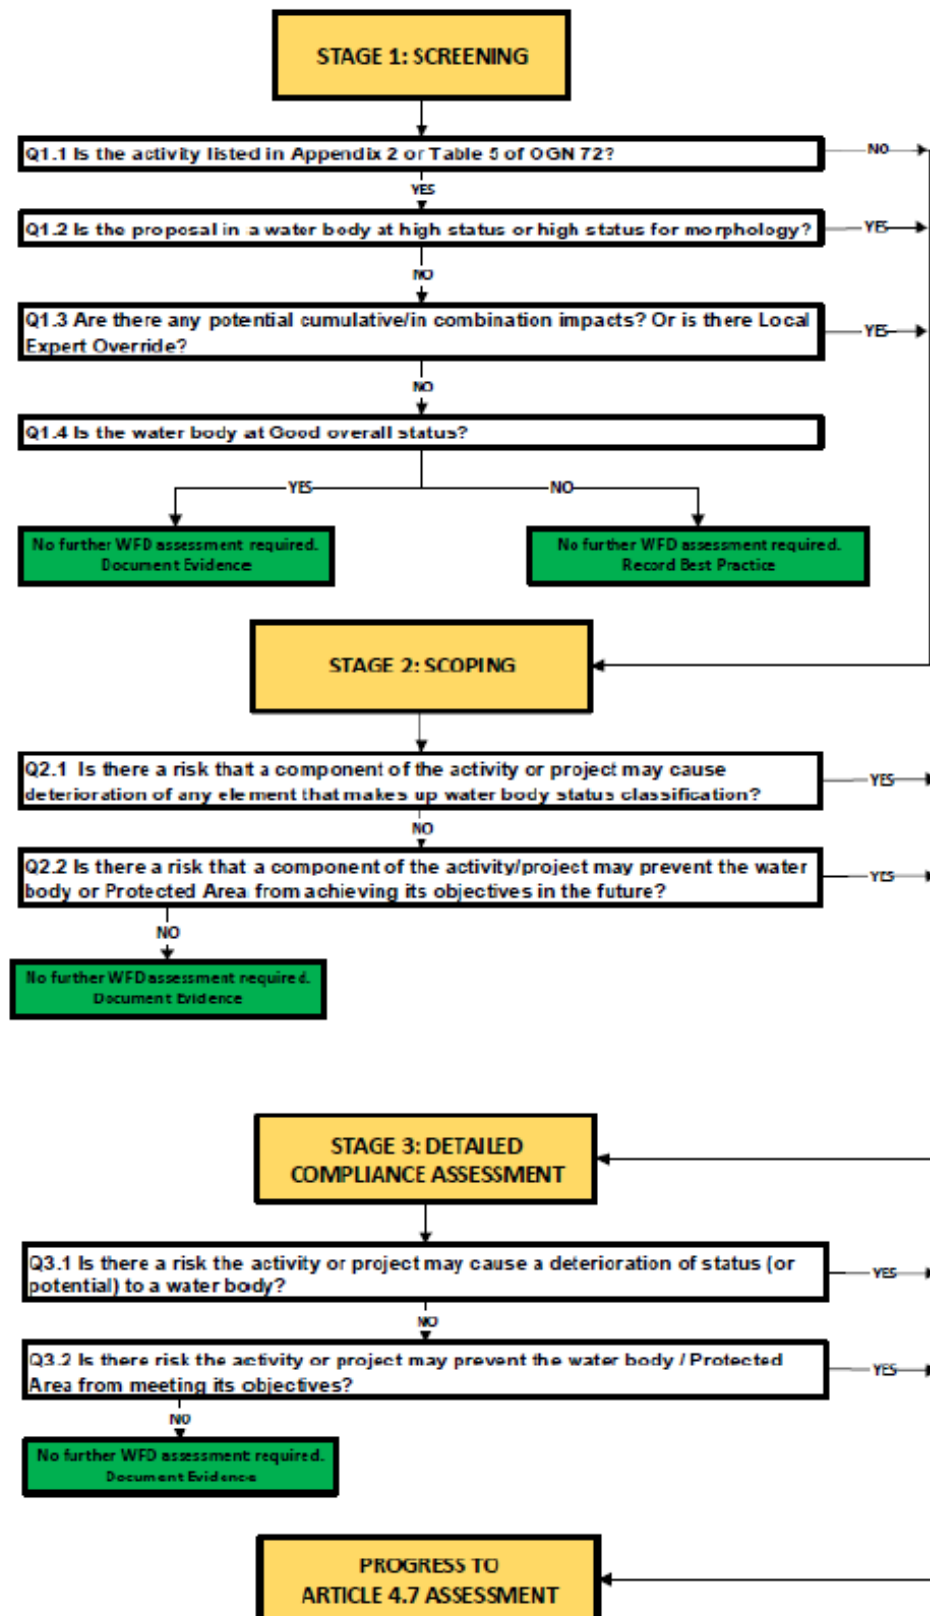 STAGE 1: SCREENING
Q1.1 Is the activity listed in Appendix 2 or Table 5 of OGN 72?
NO
YES
Q1.2 Is the proposal in a water body at high status or high status for morphology?
YES
NO
Q1.3 Are there any potential cumulative/in combination impacts? Or is there Local
Expert Override?
YES
NO
Q1.4 Is the water body at Good overall status?
YES
NO
No further WFD assessment required.
Document Evidence
No further WFD assessment required.
Record Best Practice
STAGE 2: SCOPING
Q2.1 Is there a risk that a component of the activity or project may cause
deterioration of any element that makes up water body status classification?
YES
NO
Q2.2 Is there a risk that a component of the activity/project may prevent the water
body or Protected Area from achieving its objectives in the future?
YES
NO
No further WFD assessment required.
Document Evidence
STAGE 3: DETAILED
COMPLIANCE ASSESSMENT
Q3.1 Is there a risk the activity or project may cause a deterioration of status (or
potential) to a water body?
YES
NO
Q3.2 Is there risk the activity or project may prevent the water body / Protected
Area from meeting its objectives?
YES
NO
No further WFD assessment required.
Document Evidence
PROGRESS TO
ARTICLE 4.7 ASSESSMENT